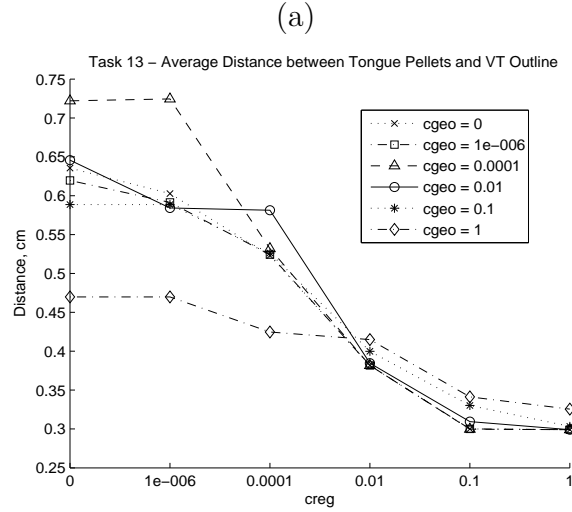 (a)
Task 13 – Average Distance between Tongue Pellets and VT Outline
0.75
0.7
0.65
0.6
0.55
0.5
0.45
0.4
0.35
0.3
0.25
Distance, cm
cgeo = 0
cgeo = 1e−006
cgeo = 0.0001
cgeo = 0.01
cgeo = 0.1
cgeo = 1
0 1e−006 0.0001 0.01 0.1 1
creg